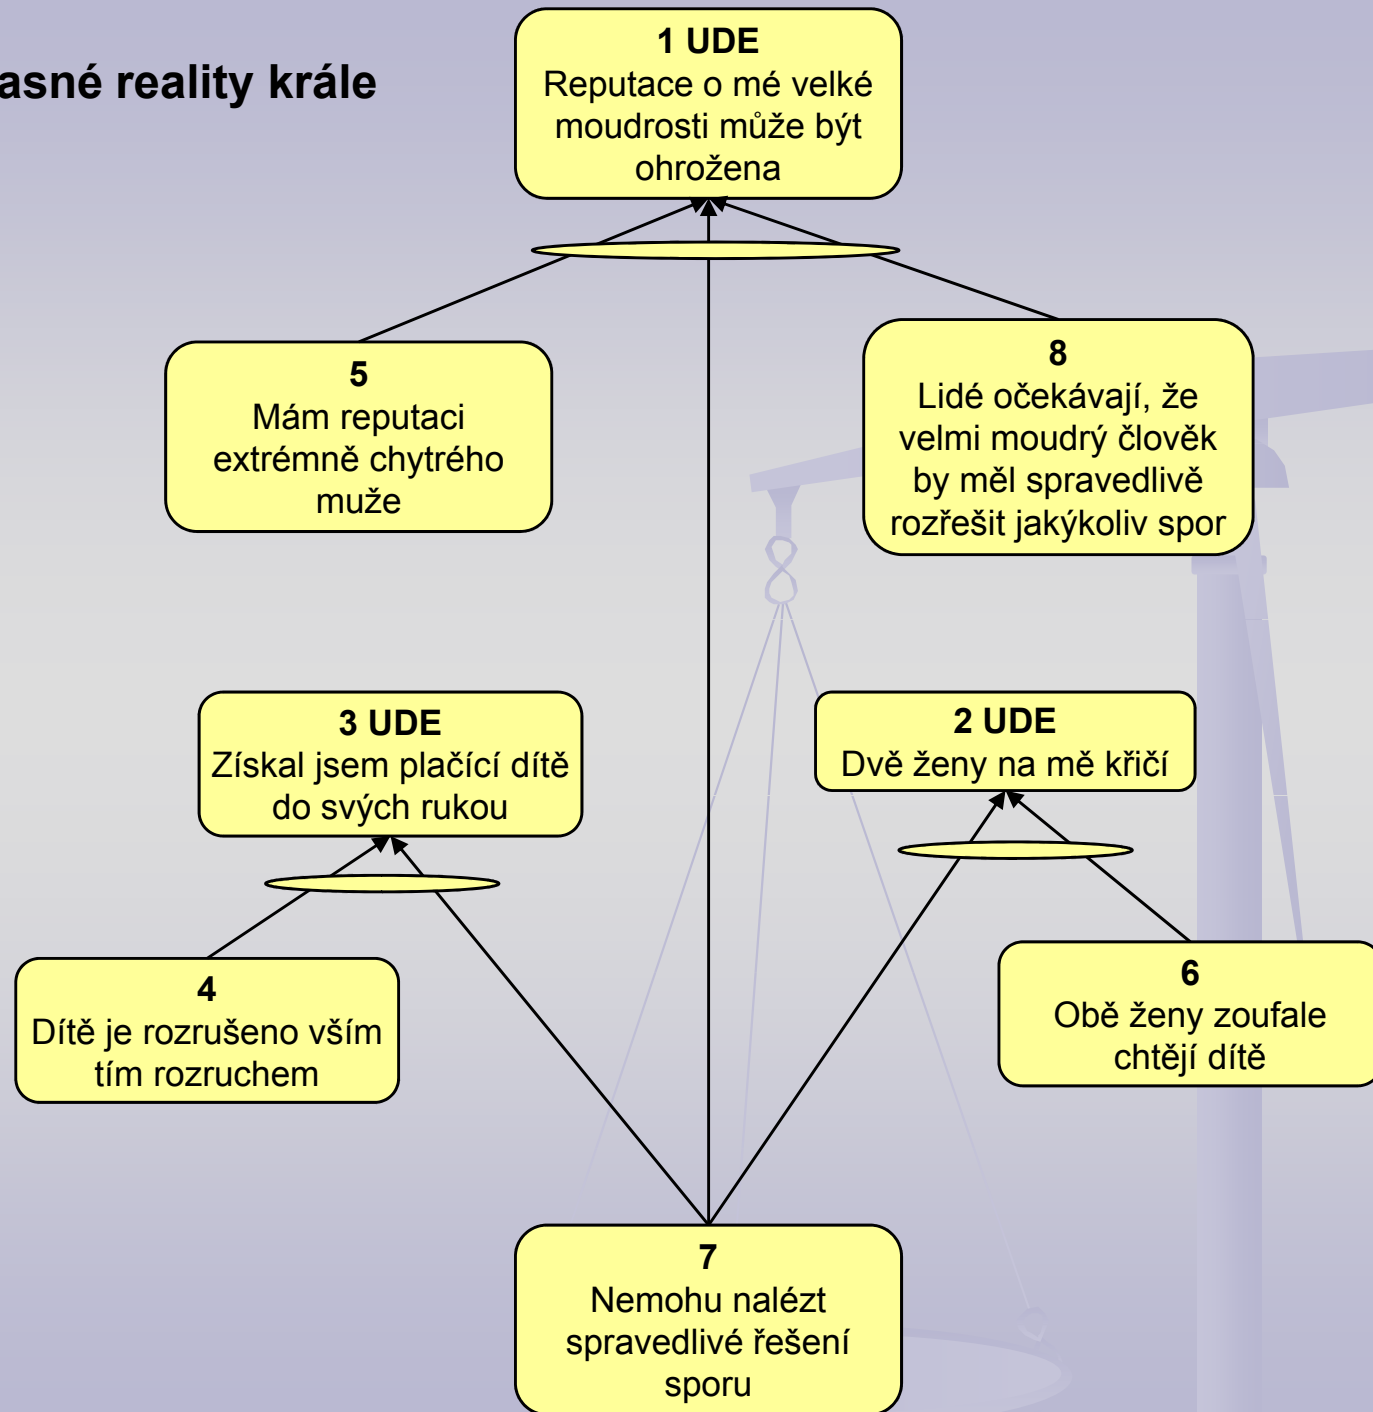 asné reality krále
1 UDE
Reputace o mé velké
moudrosti může být
ohrožena
5
Mám reputaci
extrémně chytrého
muže
8
Lidé očekávají, že
velmi moudrý člověk
by měl spravedlivě
rozřešit jakýkoliv spor
3 UDE
Získal jsem plačící dítě
do svých rukou
2 UDE
Dvě ženy na mě křičí
4
Dítě je rozrušeno vším
tím rozruchem
6
Obě ženy zoufale
chtějí dítě
7
Nemohu nalézt
spravedlivé řešení
sporu